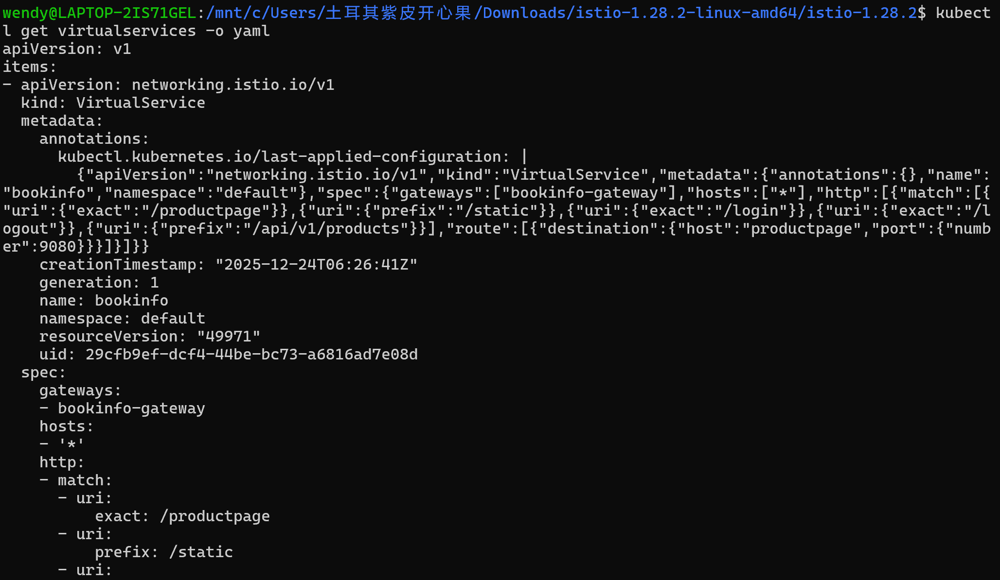 wendy@LAPTOP-2IS71GEL:/mnt/c/Users/土耳其紫皮开心果/Downloads/istio-1.28.2-linux-amd64/istio-1.28.2$ kubect
l get virtualservices -o yaml
apiVersion: v1
items:
- apiVersion: networking.istio.io/v1
  kind: VirtualService
  metadata:
    annotations:
      kubectl.kubernetes.io/last-applied-configuration: |
        {"apiVersion":"networking.istio.io/v1","kind":"VirtualService","metadata":{"annotations":{},"name":
"bookinfo","namespace":"default"},"spec":{"gateways":["bookinfo-gateway"],"hosts":["*"],"http":[{"match":[{
"uri":{"exact":"/productpage"}},{"uri":{"prefix":"/static"}},{"uri":{"exact":"/login"}},{"uri":{"exact":"/l
ogout"}},{"uri":{"prefix":"/api/v1/products"}}],"route":[{"destination":{"host":"productpage","port":{"numb
er":9080}}}]}]}}
    creationTimestamp: "2025-12-24T06:26:41Z"
    generation: 1
    name: bookinfo
    namespace: default
    resourceVersion: "49971"
    uid: 29cfb9ef-dcf4-44be-bc73-a6816ad7e08d
  spec:
    gateways:
    - bookinfo-gateway
    hosts:
    - '*'
    http:
    - match:
      - uri:
          exact: /productpage
      - uri:
          prefix: /static
      - uri: